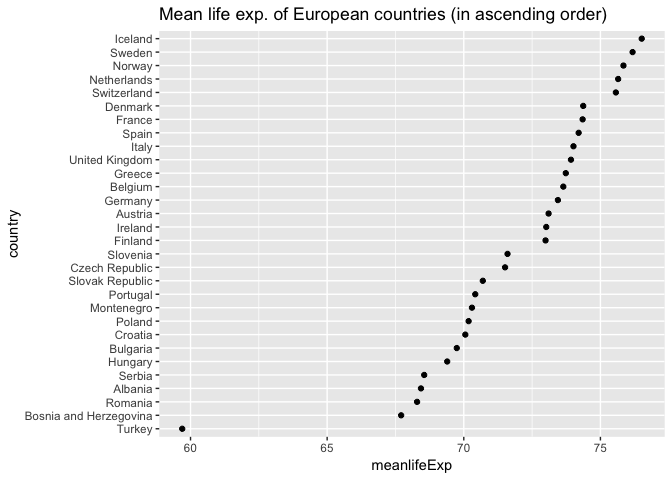 Mean life exp. of European countries (in ascending order)
Iceland
Sweden
Norway
Netherlands
Switzerland
Denmark
France
Spain
Italy
United Kingdom
Greece
Belgium
Germany
Austria
Ireland
Finland
Slovenia
Czech Republic
Slovak Republic
Portugal
Montenegro
Poland
Croatia
Bulgaria
Hungary
Serbia
Albania
Romania
Bosnia and Herzegovina
Turkey
country
60 65 70 75
meanlifeExp